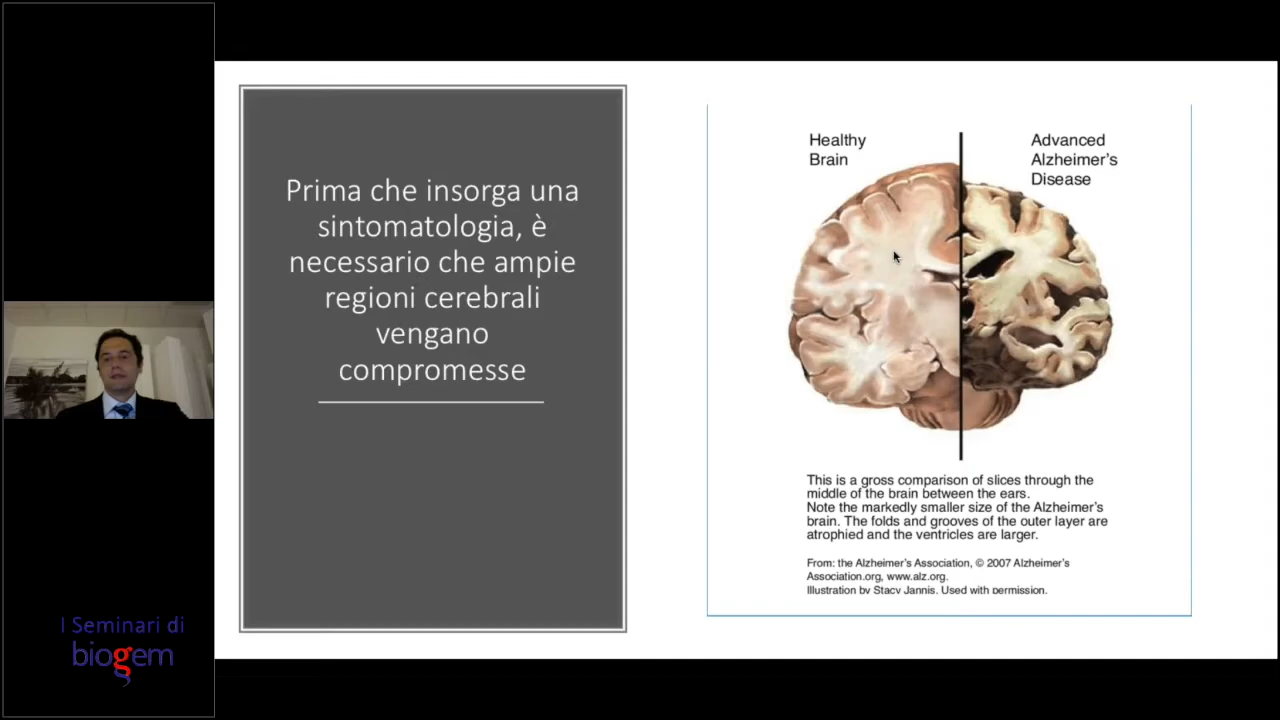 Prima che insorga una
sintomatologia, è
necessario che ampie
regioni cerebrali
vengano
compromesse
Healthy
Brain
Advanced
Alzheimer's
Disease
This is a gross comparison of slices through the
middle of the brain between the ears.
Note the markedly smaller size of the Alzheimer's
brain. The folds and grooves of the outer layer are
atrophied and the ventricles are larger.
From: the Alzheimer's Association, © 2007 Alzheimer's
Association.org, www.alz.org.
Illustration by Stacy Jannis. Used with permission.
I Seminari di
biogem